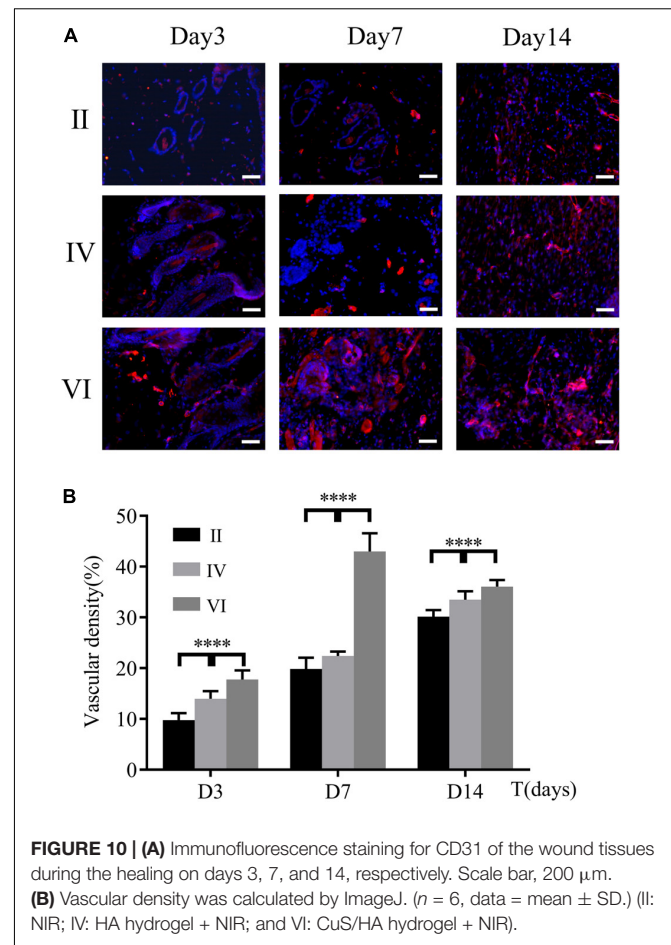 A
Day3 Day7 Day14
II
IV
VI
B
Vascular density(%)
50
40
30
20
10
0
II
IV
VI
****
****
****
D3 D7 D14 T(days)
FIGURE 10 | (A) Immunofluorescence staining for CD31 of the wound tissues
during the healing on days 3, 7, and 14, respectively. Scale bar, 200 μm.
(B) Vascular density was calculated by ImageJ. (n = 6, data = mean ± SD.) (II:
NIR; IV: HA hydrogel + NIR; and VI: CuS/HA hydrogel + NIR).